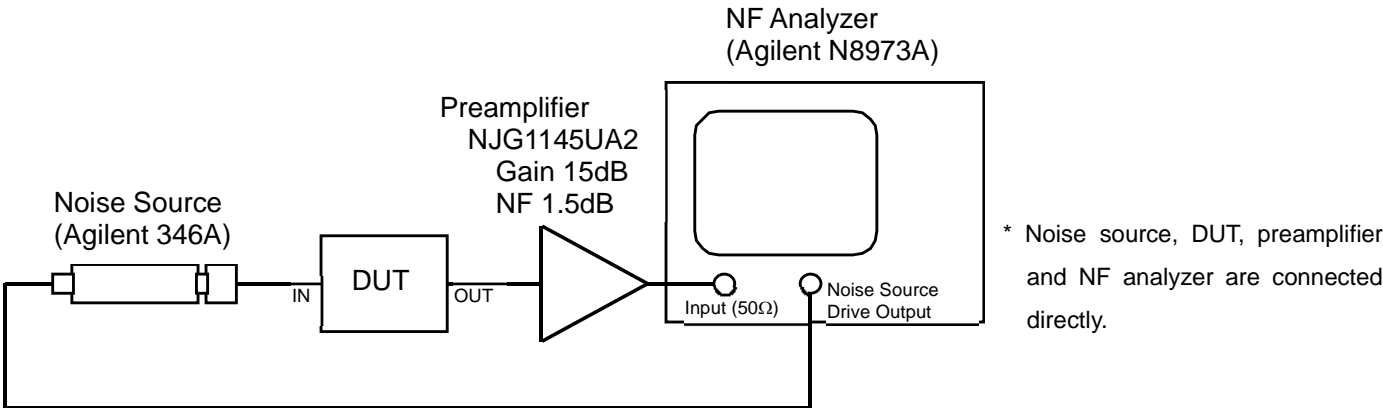 NF Analyzer
(Agilent N8973A)
Preamplifier
NJG1145UA2
Gain 15dB
NF 1.5dB
Noise Source
(Agilent 346A)
DUT
IN
OUT
Input (50Ω)
Noise Source
Drive Output
* Noise source, DUT, preamplifier
and NF analyzer are connected
directly.